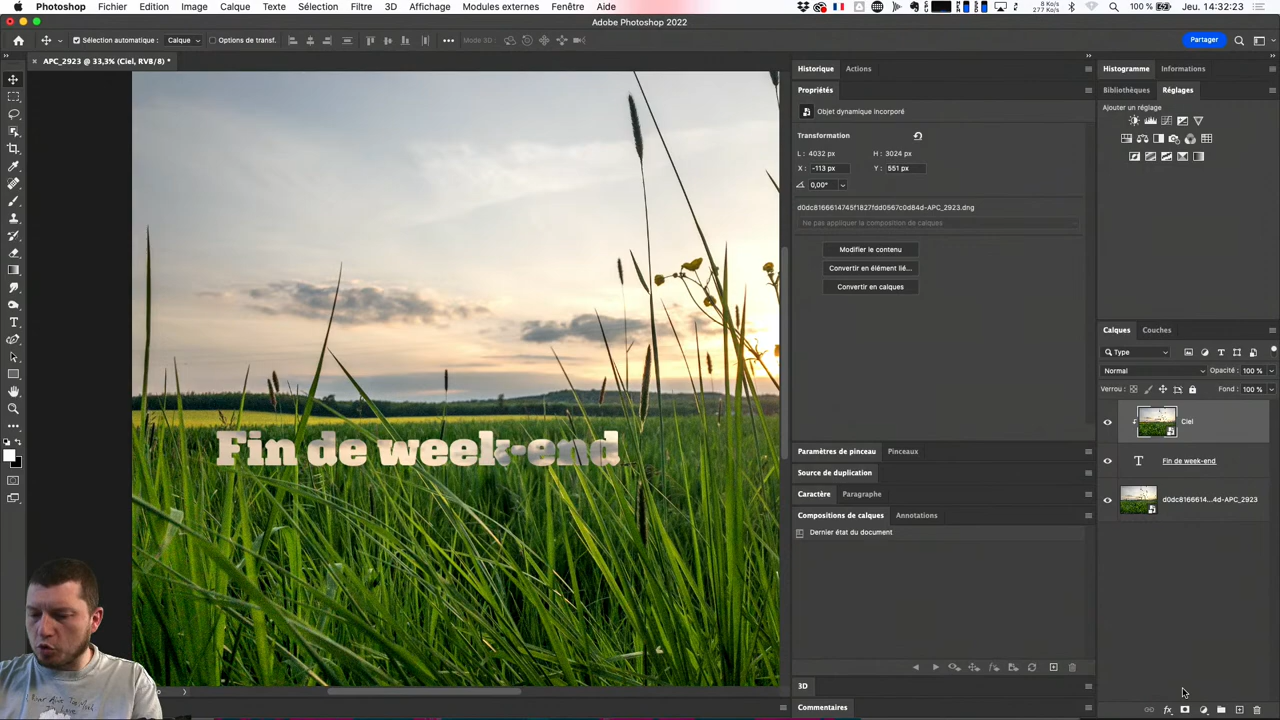 Photoshop Fichier Edition Image Calque Texte Sélection Filtre 3D Affichage Modules externes Fenêtre Aide 8 Ko/s 277 Ko/s 100 % Jeu. 14:32:23
Adobe Photoshop 2022
Sélection automatique : Calque Options de transf. Mode 3D : Partager
APC_2923 @ 33,3% (Ciel, RVB/8) *
Historique Actions
Propriétés
Objet dynamique incorporé
Transformation
L : 4032 px H : 3024 px
X : -113 px Y : 551 px
0,00°
d0dc8166614745f1827fdd0567c0d84d-APC_2923.dng
Ne pas appliquer la composition de calques
Modifier le contenu
Convertir en élément lié...
Convertir en calques
Paramètres de pinceau Pinceaux
Source de duplication
Caractère Paragraphe
Compositions de calques Annotations
Dernier état du document
3D
Commentaires
Histogramme Informations
Bibliothèques Réglages
Ajouter un réglage
Calques Couches
Type
Normal Opacité : 100 %
Verrou : Fond : 100 %
Ciel
Fin de week-end
d0dc8166614...4d-APC_2923
Fin de week-end